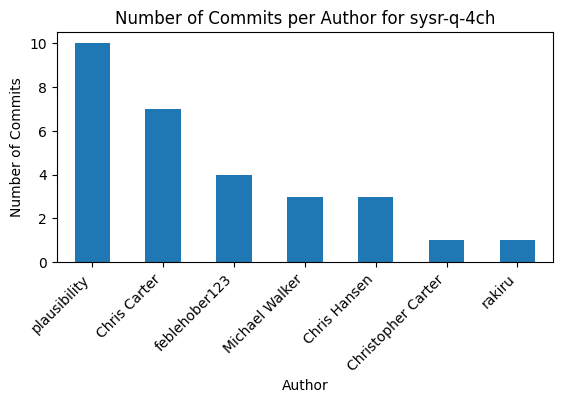 Number of Commits per Author for sysr-q-4ch
Number of Commits
10
8
6
4
2
0
plausibility
Chris Carter
feblehober123
Michael Walker
Chris Hansen
Christopher Carter
rakiru
Author